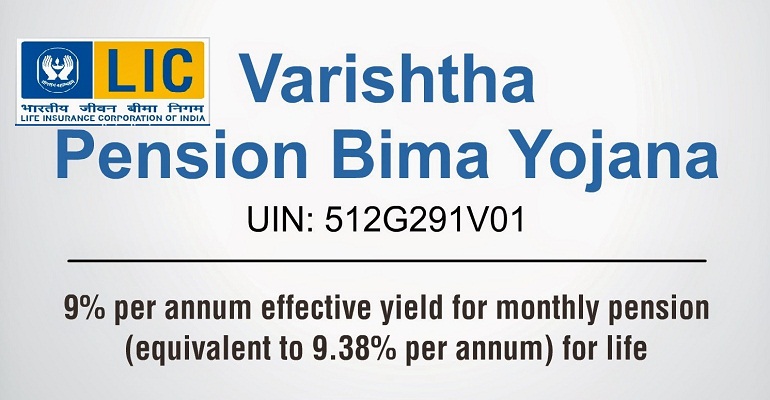 LIC
भारतीय जीवन बीमा निगम
LIFE INSURANCE CORPORATION OF INDIA
Varishtha
Pension Bima Yojana
UIN: 512G291V01
9% per annum effective yield for monthly pension
(equivalent to 9.38% per annum) for life